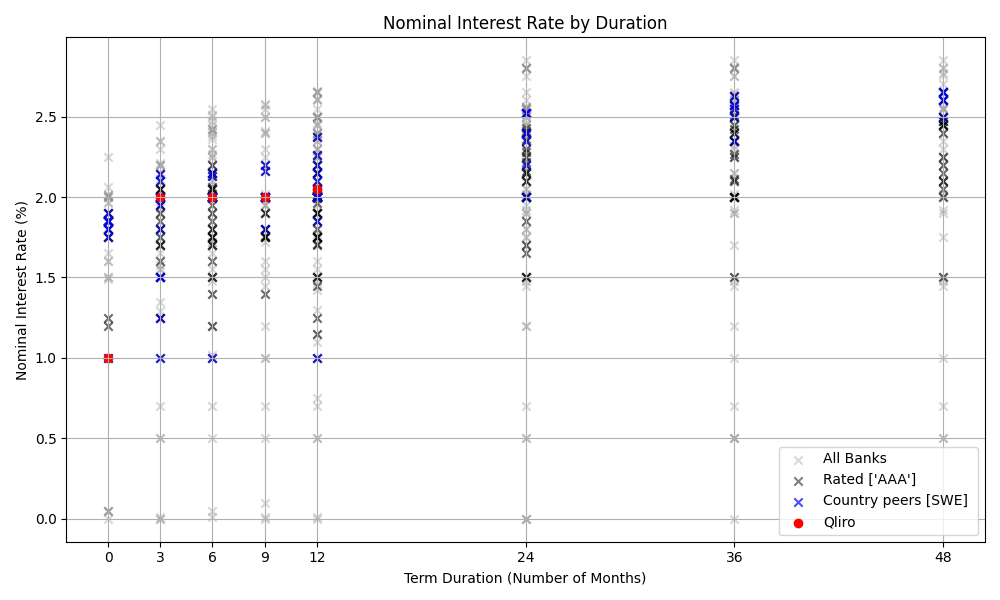 Nominal Interest Rate by Duration
Nominal Interest Rate (%)
2.5
2.0
1.5
1.0
0.5
0.0
All Banks
Rated ['AAA']
Country peers [SWE]
Qliro
0 3 6 9 12 24 36 48
Term Duration (Number of Months)